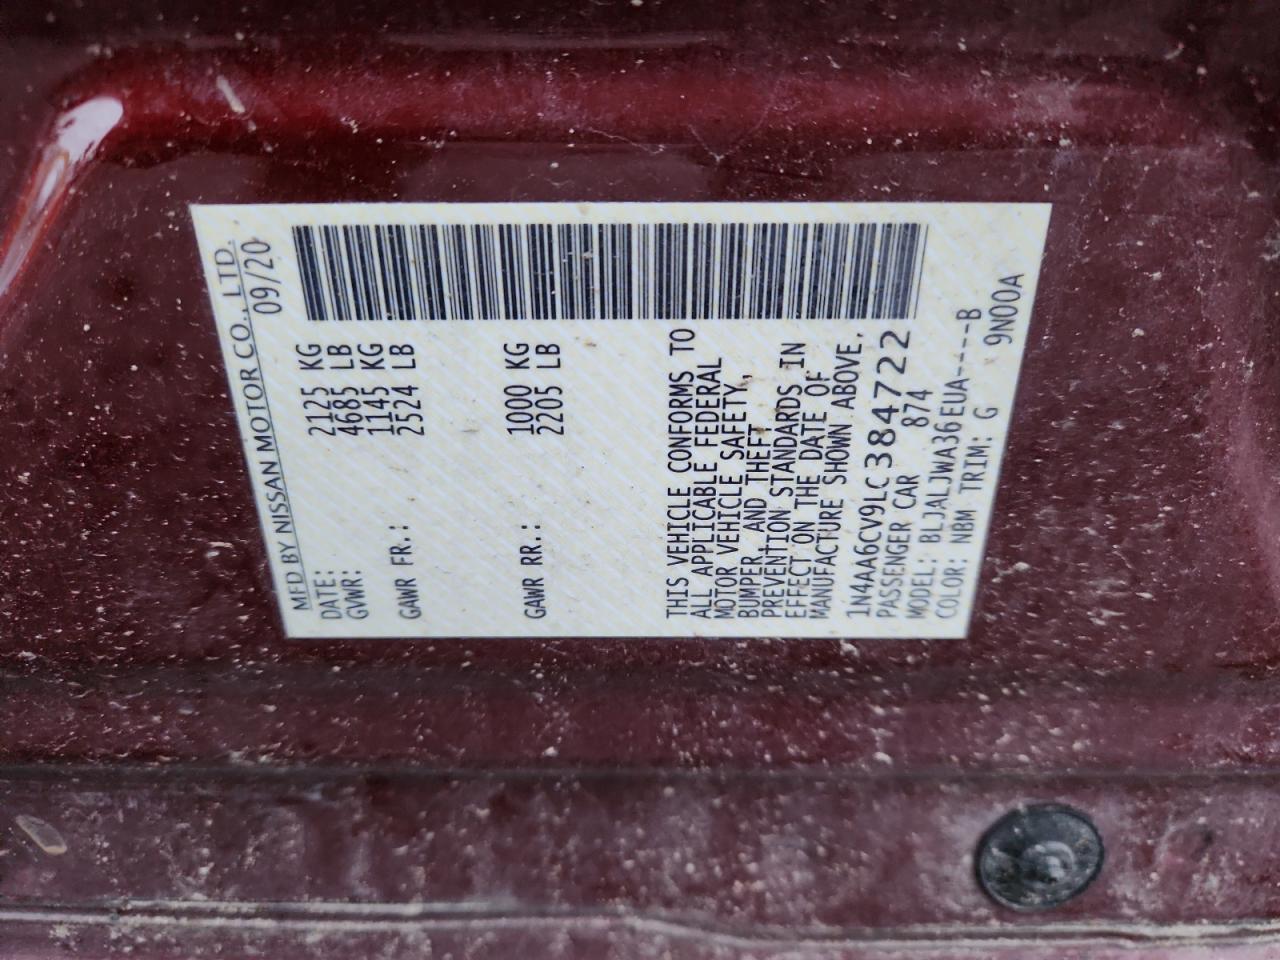 MFD BY NISSAN MOTOR CO., LTD.
DATE: 09/20
GVWR: 2125 KG
4685 LB
GAWR FR.: 1145 KG
2524 LB
GAWR RR.: 1000 KG
2205 LB
THIS VEHICLE CONFORMS TO
ALL APPLICABLE FEDERAL
MOTOR VEHICLE SAFETY,
BUMPER, AND THEFT
PREVENTION STANDARDS IN
EFFECT ON THE DATE OF
MANUFACTURE SHOWN ABOVE.
1N4AA6CV9LC384722
PASSENGER CAR 874
MODEL: BLJALJWA36EUA----B
COLOR: NBM TRIM: G 9N00A